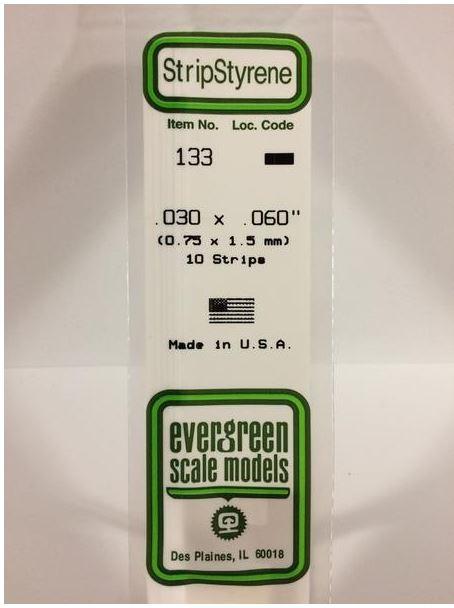 StripStyrene
Item No. Loc. Code
133
.030 x .060"
(0.75 x 1.5 mm)
10 Strips
Made in U.S.A.
evergreen
scale models
Des Plaines, IL 60018